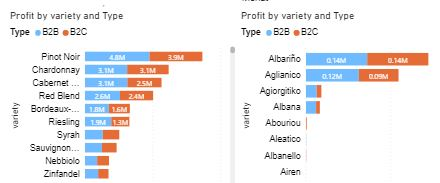 Profit by variety and Type
Type B2B B2C
variety
Pinot Noir 4.8M 3.9M
Chardonnay 3.1M 3.1M
Cabernet ... 3.1M 2.5M
Red Blend 2.6M 2.4M
Bordeaux-... 1.8M 1.6M
Riesling 1.9M 1.3M
Syrah
Sauvignon...
Nebbiolo
Zinfandel
Profit by variety and Type
Type B2B B2C
variety
Albariño 0.14M 0.14M
Aglianico 0.12M 0.09M
Agiorgitiko
Albana
Abouriou
Aleatico
Albanello
Airen